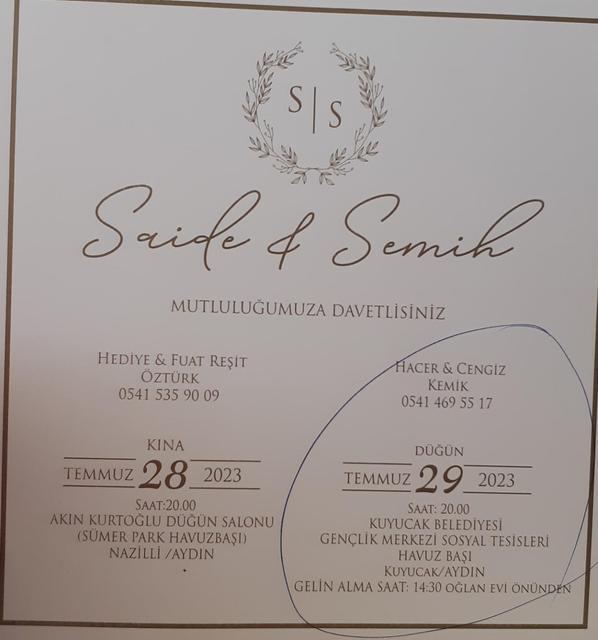 S | S
Saide & Semih
MUTLULUĞUMUZA DAVETLİSİNİZ
HEDİYE & FUAT REŞİT
ÖZTÜRK
0541 535 90 09
KINA
TEMMUZ 28 2023
SAAT:20.00
AKIN KURTOĞLU DÜĞÜN SALONU
(SÜMER PARK HAVUZBAŞI)
NAZİLLİ /AYDIN
HACER & CENGİZ
KEMİK
0541 469 55 17
DÜĞÜN
TEMMUZ 29 2023
SAAT: 20.00
KUYUCAK BELEDİYESİ
GENÇLİK MERKEZİ SOSYAL TESİSLERİ
HAVUZ BAŞI
KUYUCAK/AYDIN
GELİN ALMA SAAT: 14:30 OĞLAN EVİ ÖNÜNDEN